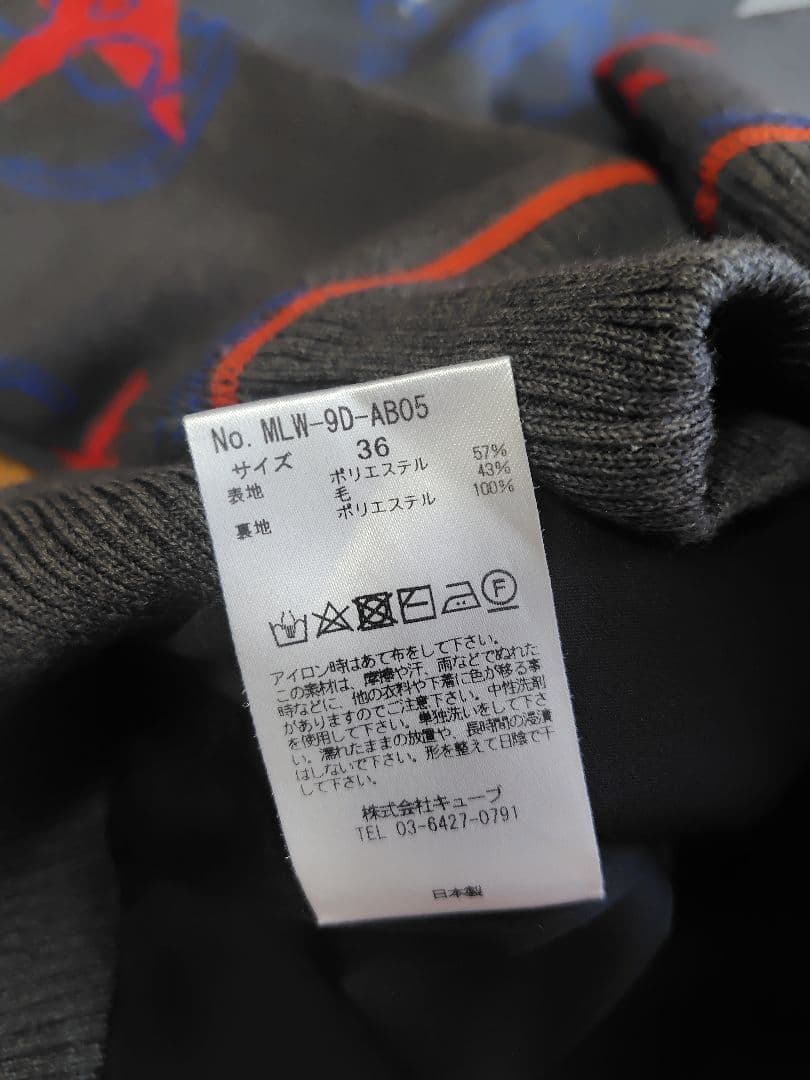 No. MLW-9D-AB05
サイズ 36
表地 ポリエステル 57%
毛 43%
裏地 ポリエステル 100%
F
アイロン時はあて布をして下さい。
この素材は、摩擦や汗、雨などでぬれた
時などに、他の衣料や下着に色が移る事
がありますのでご注意下さい。中性洗剤
を使用して下さい。単独洗いをして下さ
い。濡れたままの放置や、長時間の浸漬
はしないで下さい。形を整えて日陰で干
して下さい。
株式会社キューブ
TEL 03-6427-0791
日本製